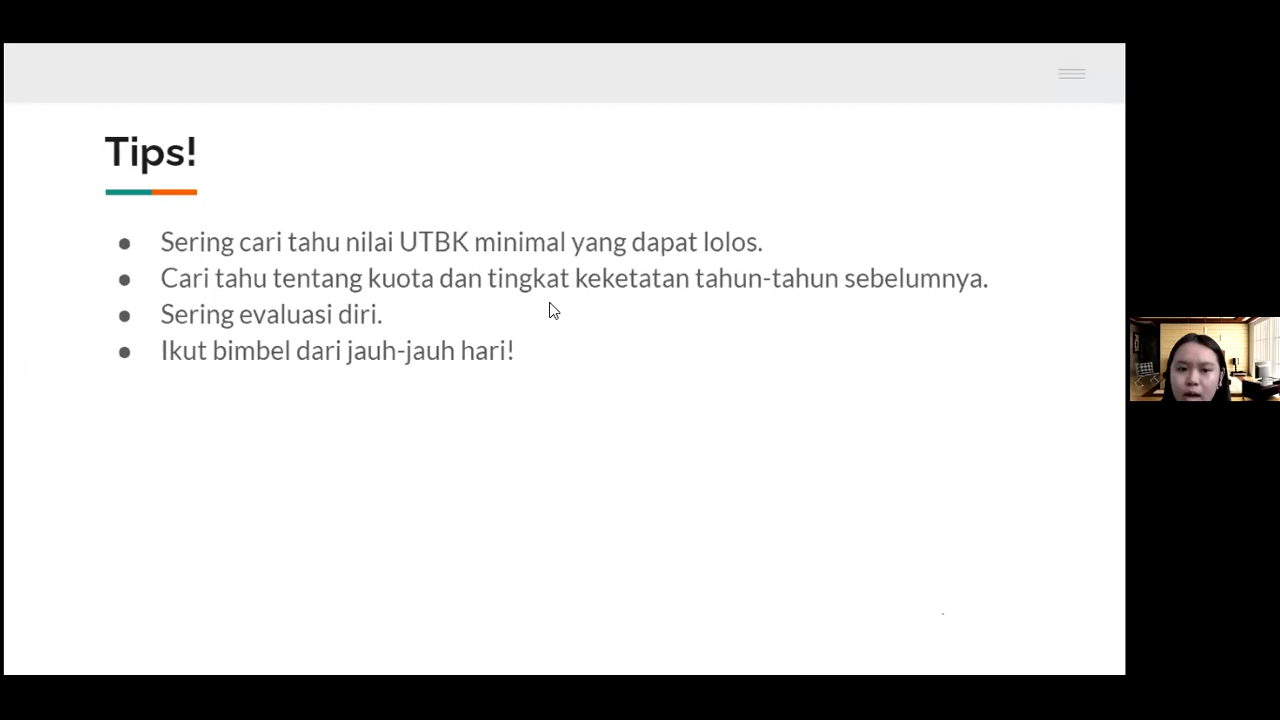 Tips!
● Sering cari tahu nilai UTBK minimal yang dapat lolos.
● Cari tahu tentang kuota dan tingkat keketatan tahun-tahun sebelumnya.
● Sering evaluasi diri.
● Ikut bimbel dari jauh-jauh hari!